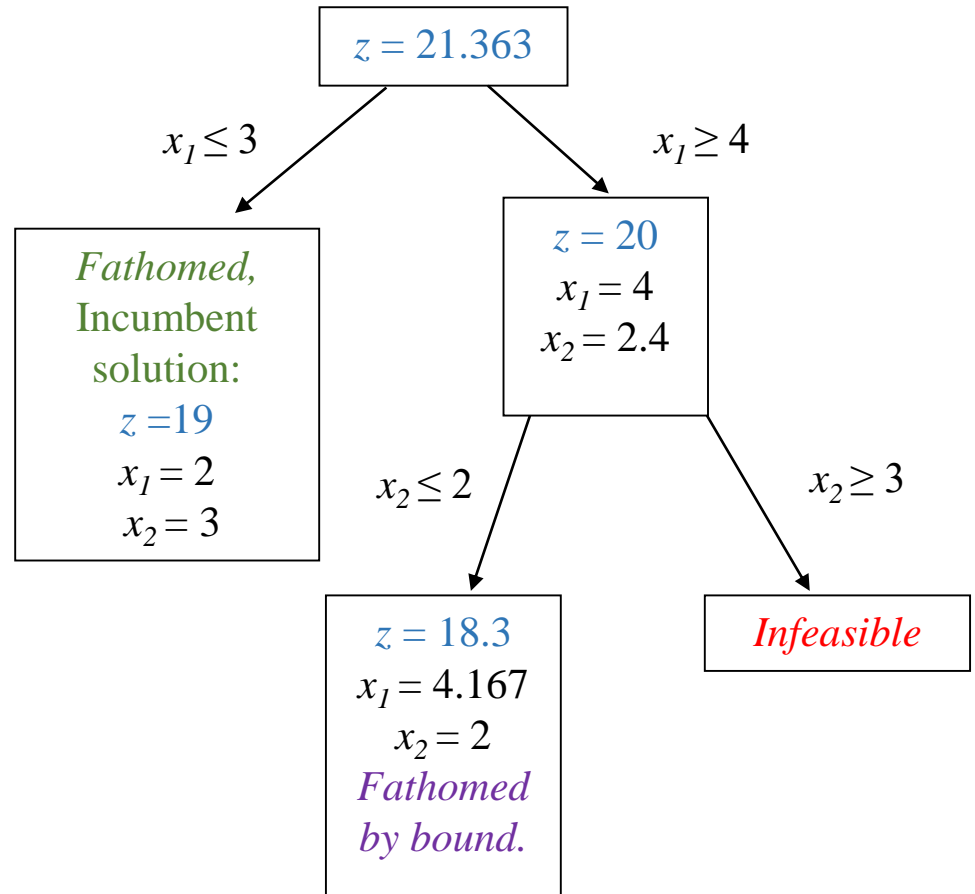 z = 21.363
x₁ ≤ 3
x₁ ≥ 4
Fathomed,
Incumbent
solution:
z =19
x₁ = 2
x₂ = 3
z = 20
x₁ = 4
x₂ = 2.4
x₂ ≤ 2
x₂ ≥ 3
z = 18.3
x₁ = 4.167
x₂ = 2
Fathomed
by bound.
Infeasible